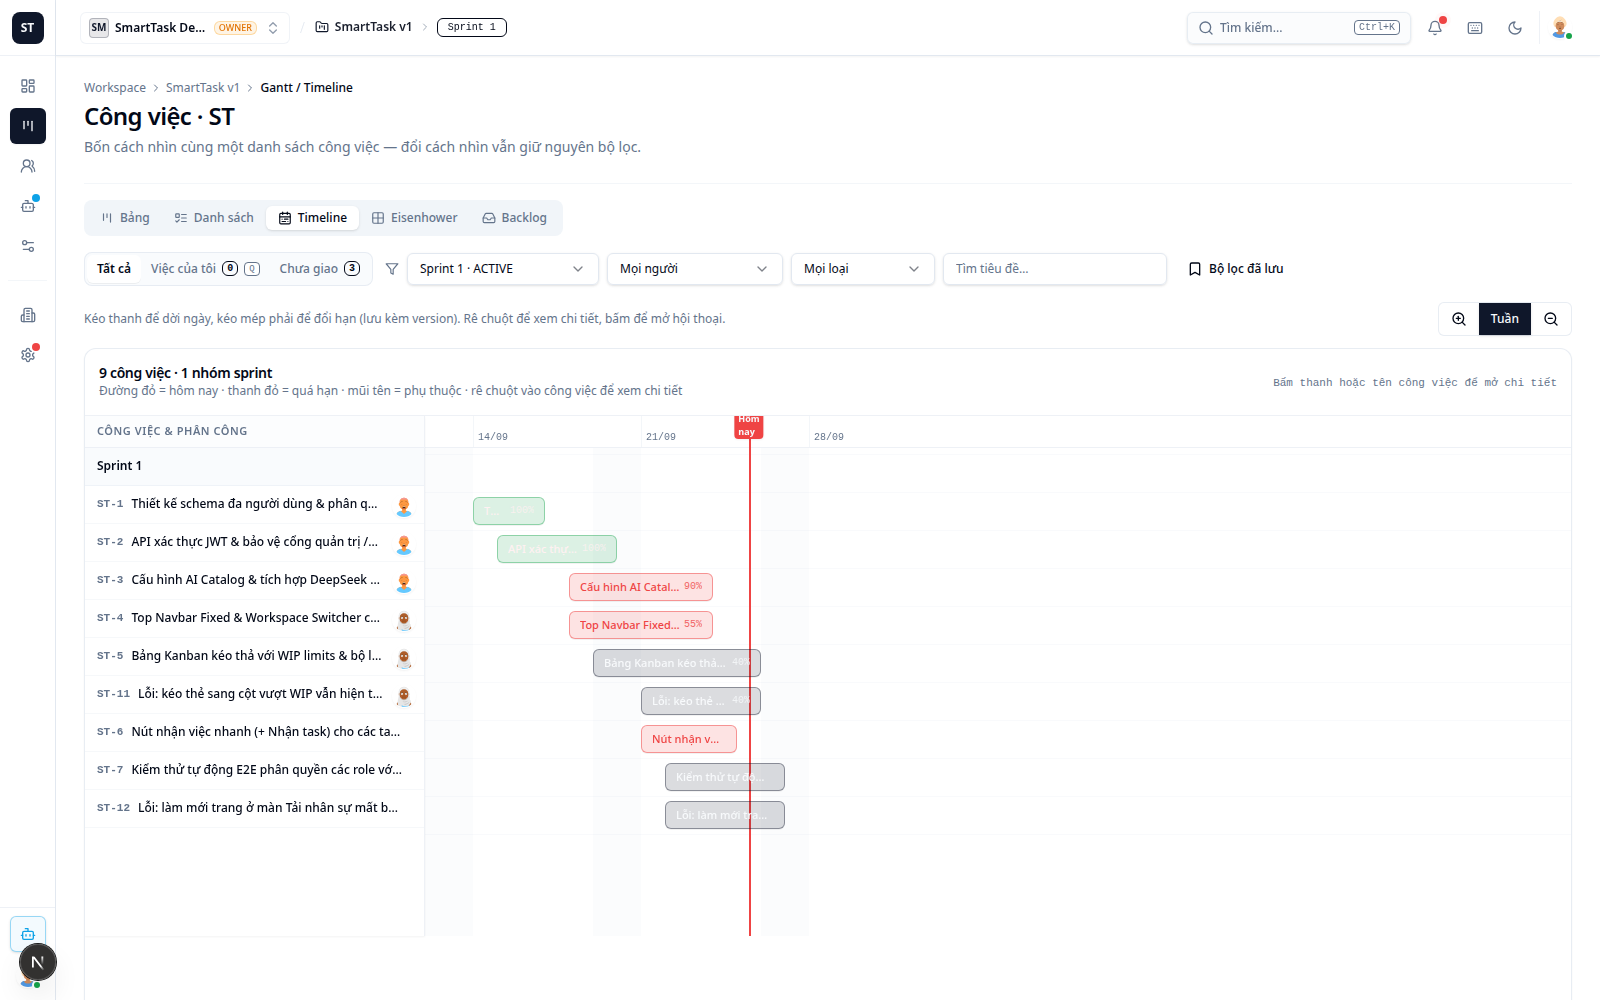 ST
SM SmartTask De... OWNER / SmartTask v1 Sprint 1
Tìm kiếm... Ctrl+K
Workspace SmartTask v1 Gantt / Timeline
Công việc · ST
Bốn cách nhìn cùng một danh sách công việc — đổi cách nhìn vẫn giữ nguyên bộ lọc.
Bảng Danh sách Timeline Eisenhower Backlog
Tất cả Việc của tôi 0 Q Chưa giao 3 Sprint 1 · ACTIVE Mọi người Mọi loại Tìm tiêu đề... Bộ lọc đã lưu
Kéo thanh để dời ngày, kéo mép phải để đổi hạn (lưu kèm version). Rê chuột để xem chi tiết, bấm để mở hội thoại.
Tuần
9 công việc · 1 nhóm sprint
Đường đỏ = hôm nay · thanh đỏ = quá hạn · mũi tên = phụ thuộc · rê chuột vào công việc để xem chi tiết
Bấm thanh hoặc tên công việc để mở chi tiết
CÔNG VIỆC & PHÂN CÔNG
14/09 21/09 28/09
Hôm
nay
Sprint 1
ST-1 Thiết kế schema đa người dùng & phân q...
T... 100%
ST-2 API xác thực JWT & bảo vệ cổng quản trị /...
API xác thự... 100%
ST-3 Cấu hình AI Catalog & tích hợp DeepSeek ...
Cấu hình AI Catal... 90%
ST-4 Top Navbar Fixed & Workspace Switcher c...
Top Navbar Fixed... 55%
ST-5 Bảng Kanban kéo thả với WIP limits & bộ l...
Bảng Kanban kéo thả... 40%
ST-11 Lỗi: kéo thẻ sang cột vượt WIP vẫn hiện t...
Lỗi: kéo thẻ ... 40%
ST-6 Nút nhận việc nhanh (+ Nhận task) cho các ta...
Nút nhận v...
ST-7 Kiểm thử tự động E2E phân quyền các role vớ...
Kiểm thử tự độ...
ST-12 Lỗi: làm mới trang ở màn Tải nhân sự mất b...
Lỗi: làm mới tra...
N